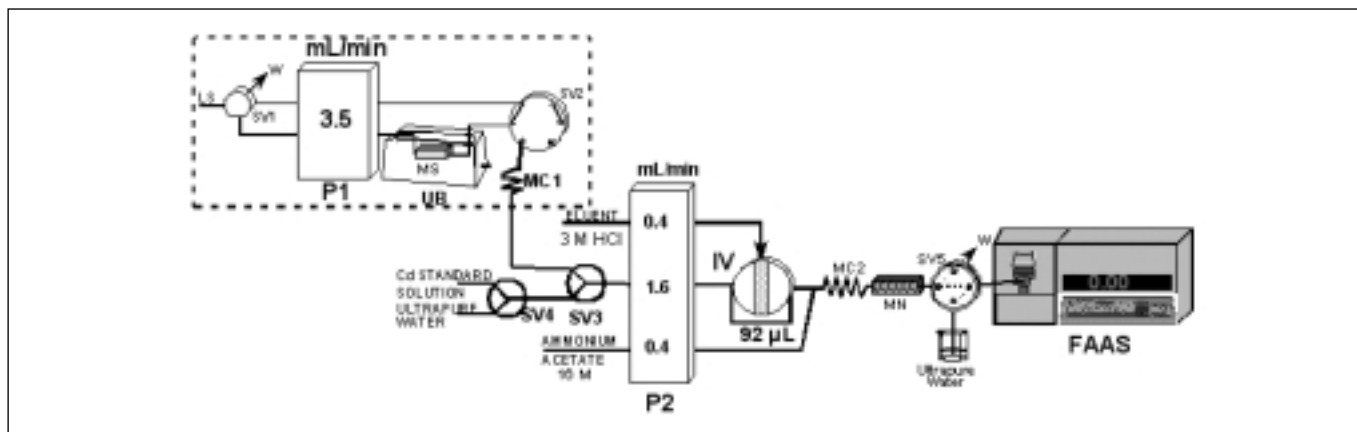 mL/min
LS
W
SV1
3.5
P1
MS
UB
SV2
MC1
mL/min
ELUENT
3 M HCl
0.4
Cd STANDARD
SOLUTION
ULTRAPURE
WATER
SV4
SV3
1.6
AMMONIUM
ACETATE
16 M
0.4
P2
IV
92 µL
MC2
MN
SV5
W
Ultrapure
Water
0.00
FAAS